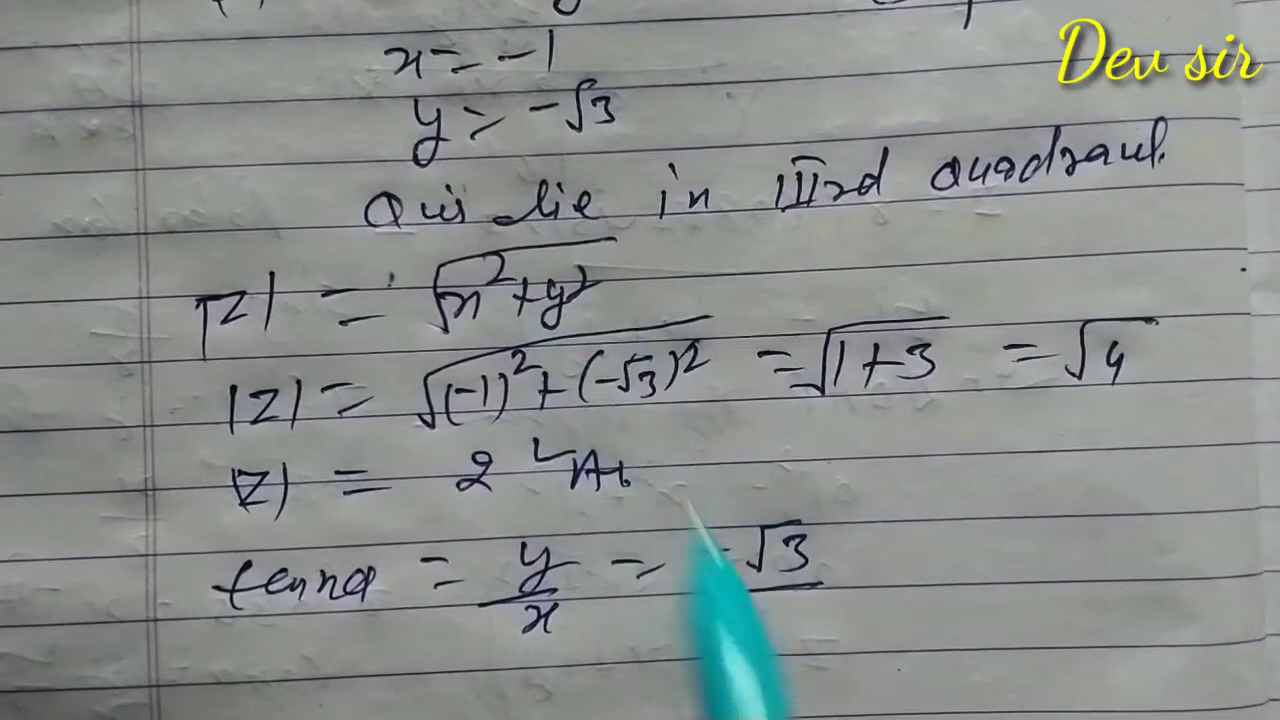 Dev sir
x = -1
y = -√3
lie in IIIrd quadrant.
|z| = √x²+y²
|z| = √(-1)²+(-√3)² = √1+3 = √4
|z| = 2
tanα = y/x = -√3